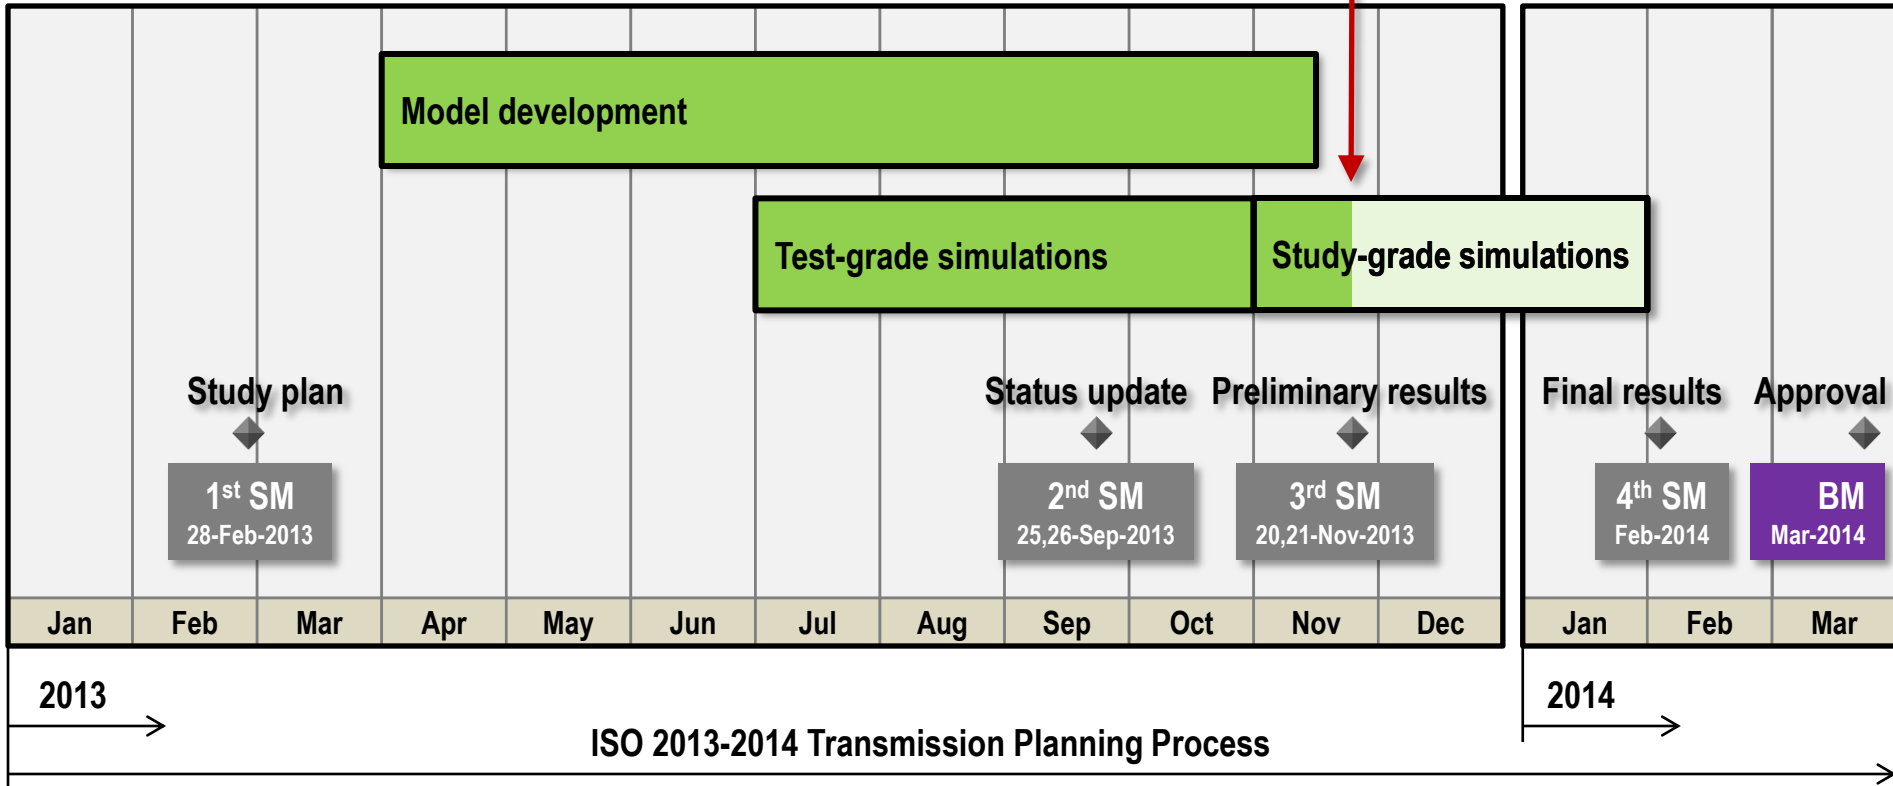 Model development
Test-grade simulations
Study-grade simulations
Study plan
Status update
Preliminary results
Final results
Approval
1st SM
28-Feb-2013
2nd SM
25,26-Sep-2013
3rd SM
20,21-Nov-2013
4th SM
Feb-2014
BM
Mar-2014
Jan Feb Mar Apr May Jun Jul Aug Sep Oct Nov Dec Jan Feb Mar
2013
2014
ISO 2013-2014 Transmission Planning Process